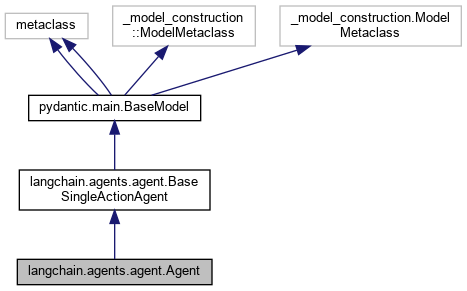 metaclass
_model_construction
::ModelMetaclass
_model_construction.Model
Metaclass
pydantic.main.BaseModel
langchain.agents.agent.Base
SingleActionAgent
langchain.agents.agent.Agent